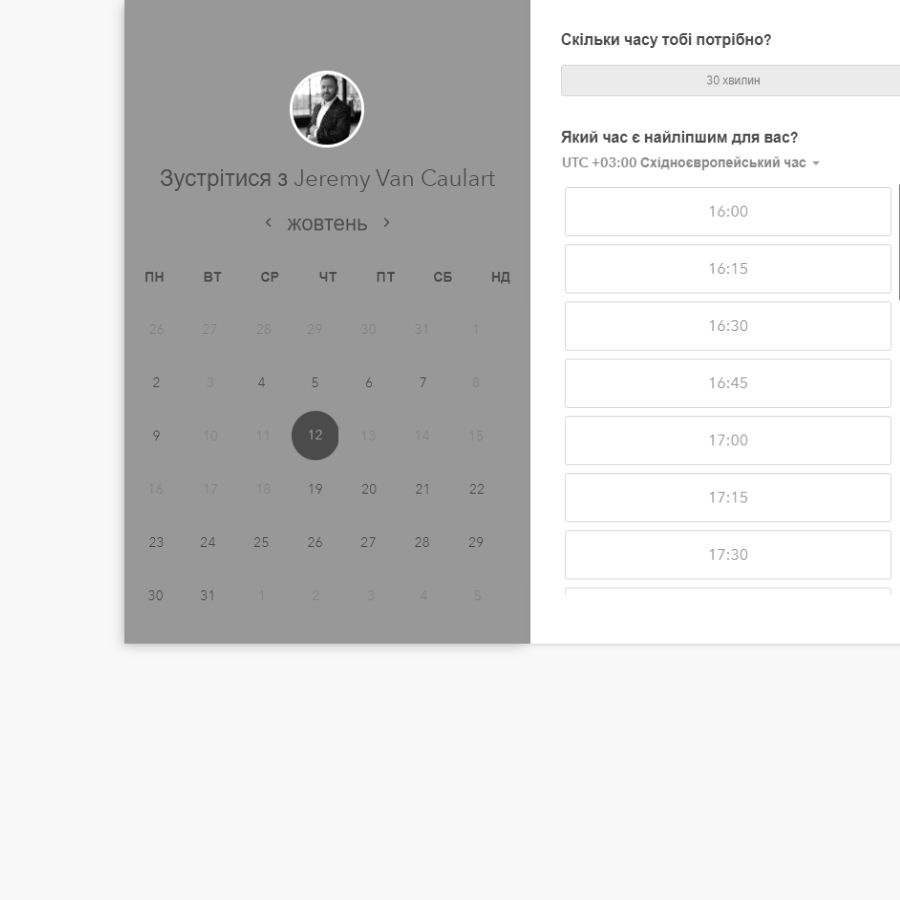 Зустрітися з Jeremy Van Caulart
‹ жовтень ›
ПН ВТ СР ЧТ ПТ СБ НД
26 27 28 29 30 31 1
2 3 4 5 6 7 8
9 10 11 12 13 14 15
16 17 18 19 20 21 22
23 24 25 26 27 28 29
30 31 1 2 3 4 5
Скільки часу тобі потрібно?
30 хвилин
Який час є найліпшим для вас?
UTC +03:00 Східноєвропейський час
16:00
16:15
16:30
16:45
17:00
17:15
17:30